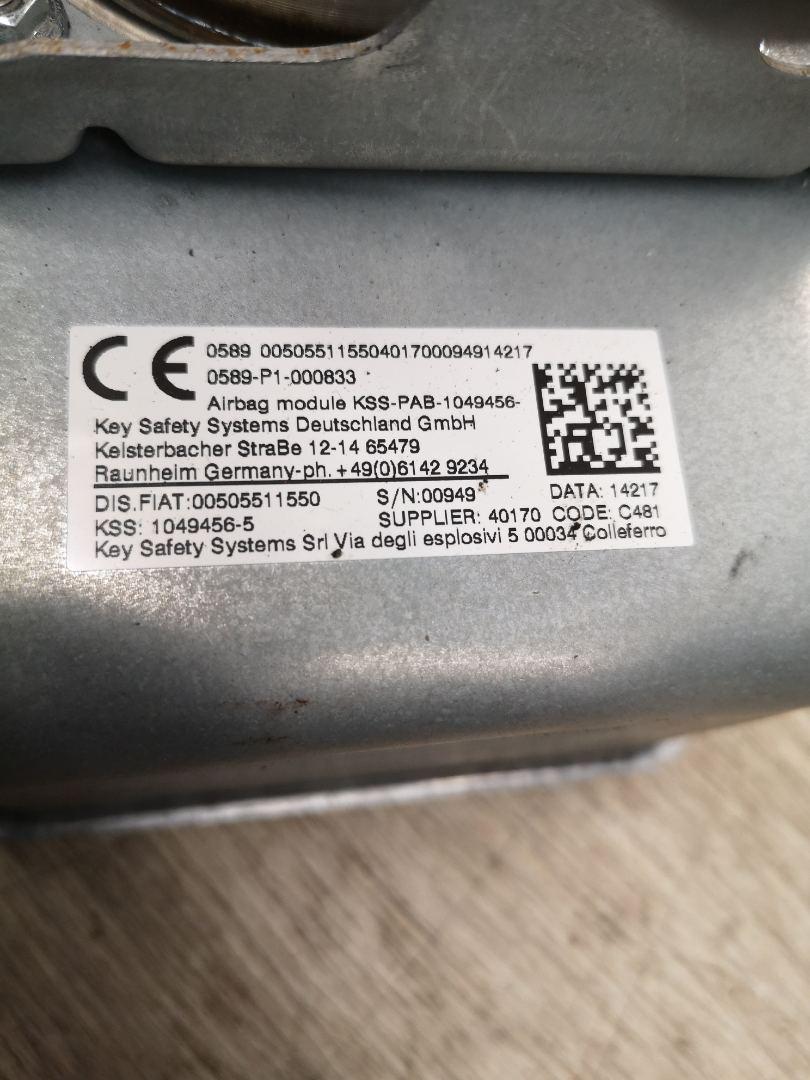 CE 0589 00505511550401700094914217
0589-P1-000833
Airbag module KSS-PAB-1049456-
Key Safety Systems Deutschland GmbH
Kelsterbacher StraBe 12-14 65479
Raunheim Germany-ph. +49(0)6142 9234
DIS.FIAT:00505511550 S/N:00949 DATA: 14217
KSS: 1049456-5 SUPPLIER: 40170 CODE: C481
Key Safety Systems Srl Via degli esplosivi 5 00034 Colleferro